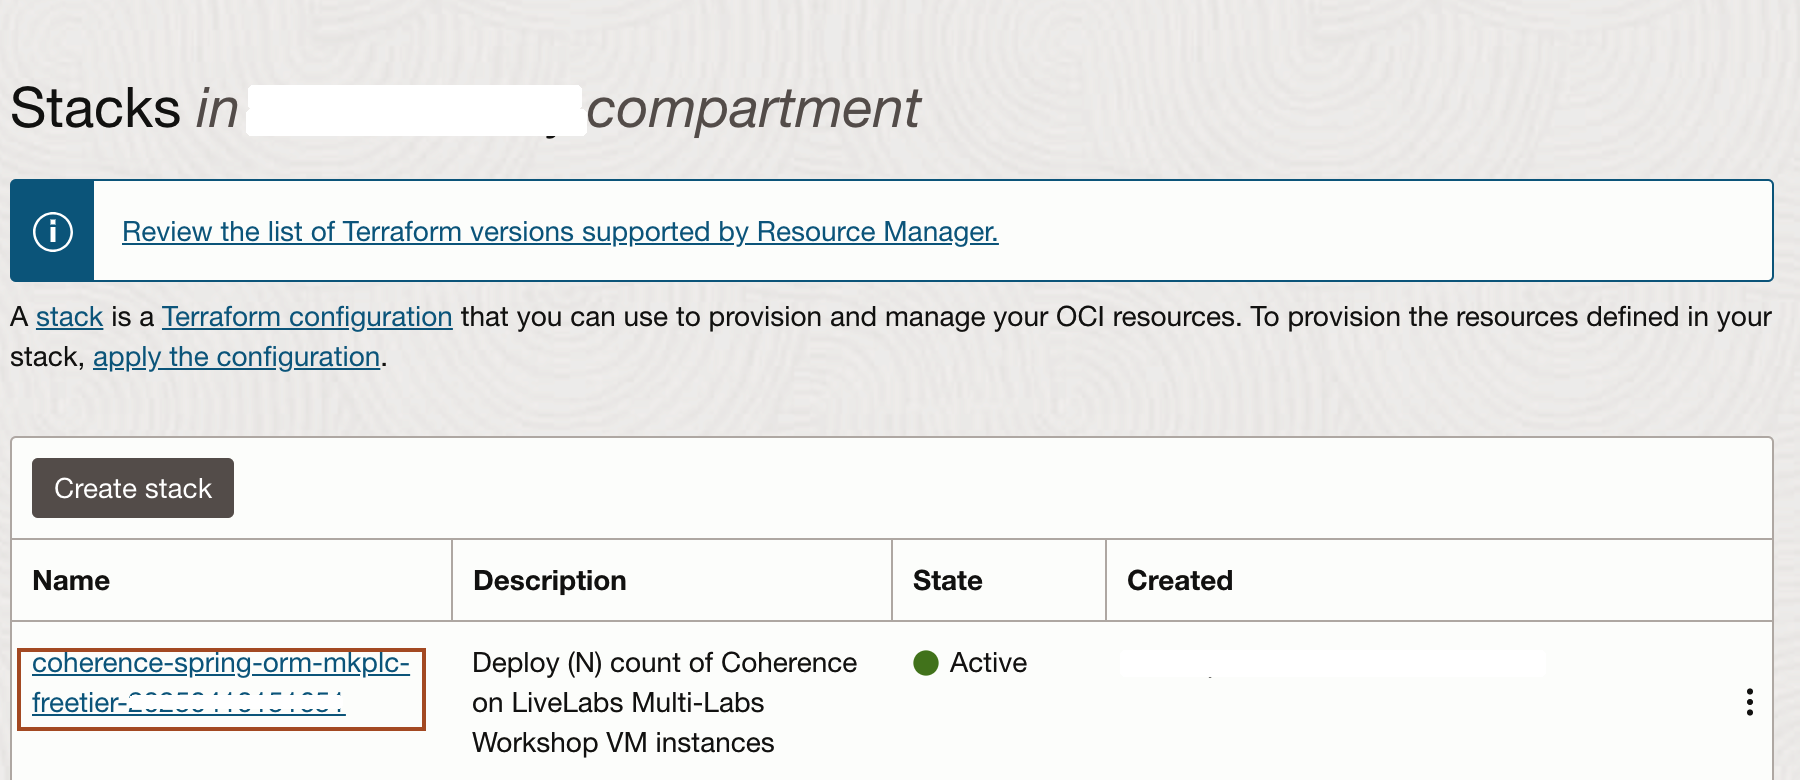 Stacks in compartment
Review the list of Terraform versions supported by Resource Manager.
A stack is a Terraform configuration that you can use to provision and manage your OCI resources. To provision the resources defined in your
stack, apply the configuration.
Create stack
Name Description State Created
coherence-spring-orm-mkplc- Deploy (N) count of Coherence Active
freetier- on LiveLabs Multi-Labs
Workshop VM instances